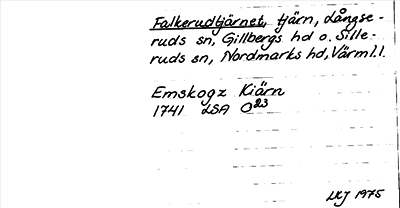 Falkerudtjärnet, tjärn, Långse-
ruds sn, Gillbergs hd o. Sille-
ruds sn, Nordmarks hd, Värml.l.
Emskogz Kiärn
1741 LSA O23
LKJ 1975